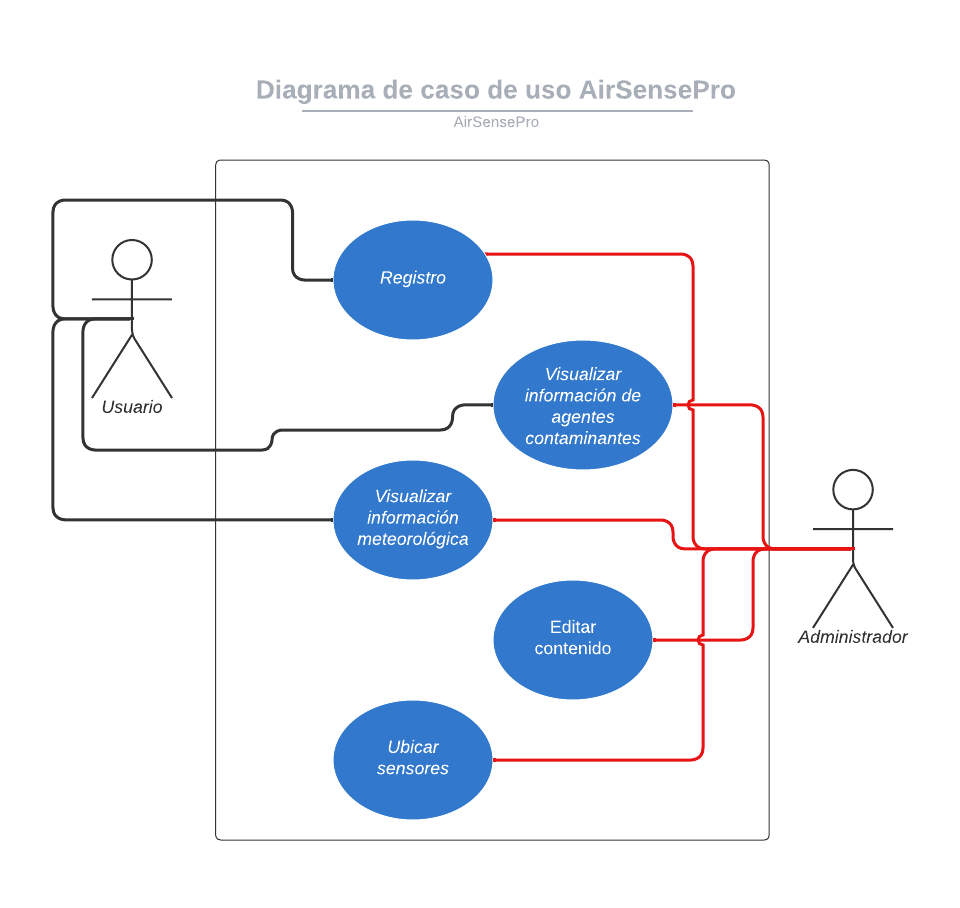 Diagrama de caso de uso AirSensePro
AirSensePro
Registro
Usuario
Visualizar
información de
agentes
contaminantes
Visualizar
información
meteorológica
Editar
contenido
Administrador
Ubicar
sensores